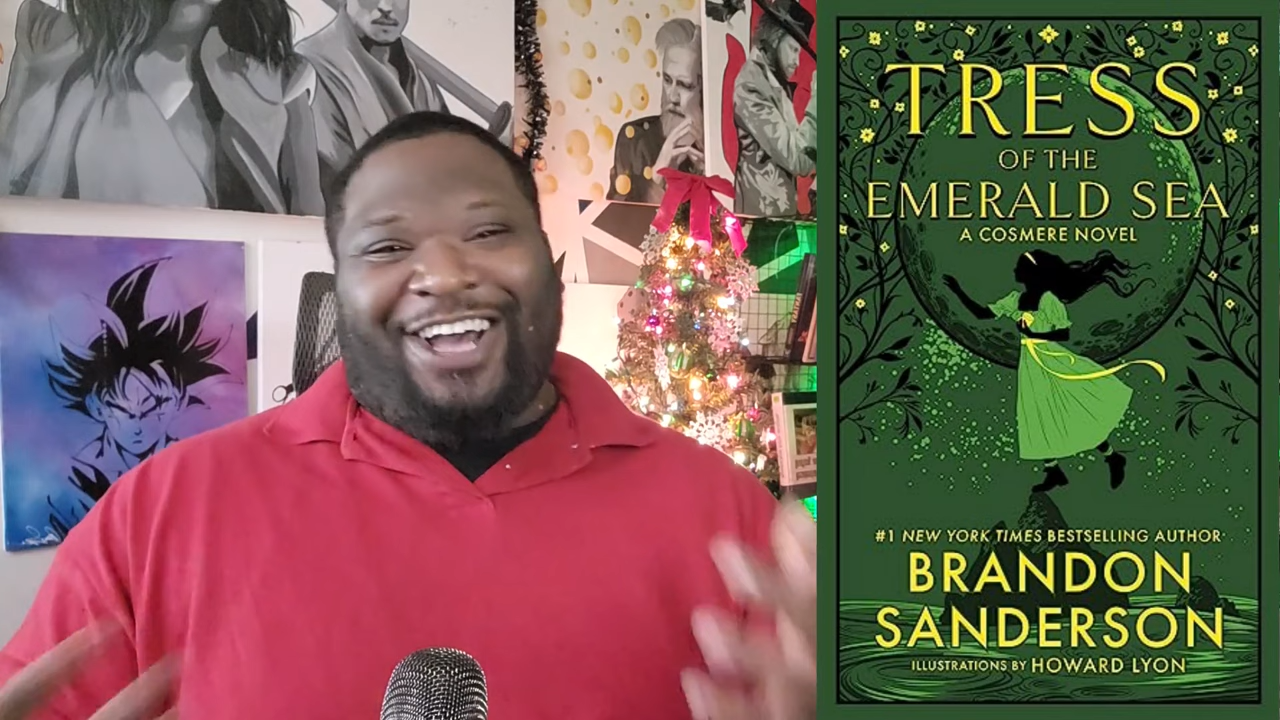 TRESS
OF THE
EMERALD SEA
A COSMERE NOVEL
#1 NEW YORK TIMES BESTSELLING AUTHOR
BRANDON
SANDERSON
ILLUSTRATIONS BY HOWARD LYON